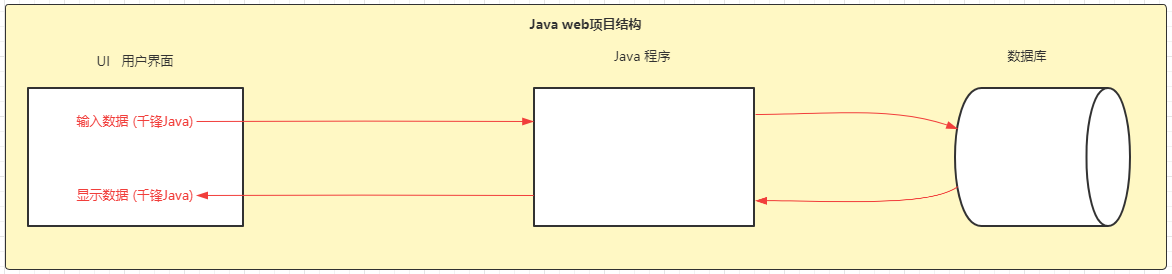 Java web项目结构
UI 用户界面
Java 程序
数据库
输入数据 (千锋Java)
显示数据 (千锋Java)